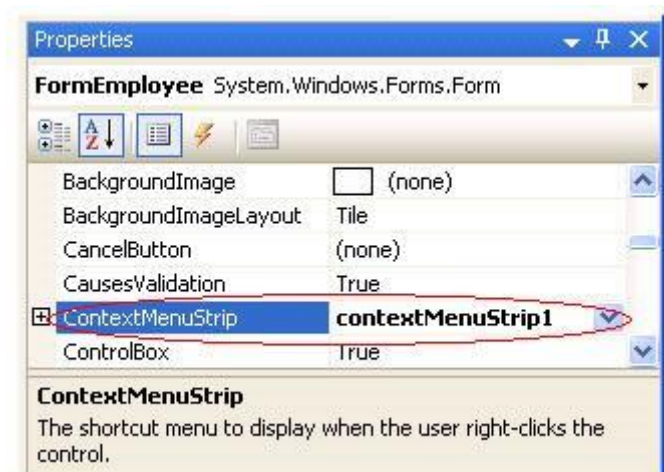 Properties
FormEmployee System.Windows.Forms.Form
BackgroundImage (none)
BackgroundImageLayout Tile
CancelButton (none)
CausesValidation True
ContextMenuStrip contextMenuStrip1
ControlBox True
ContextMenuStrip
The shortcut menu to display when the user right-clicks the
control.